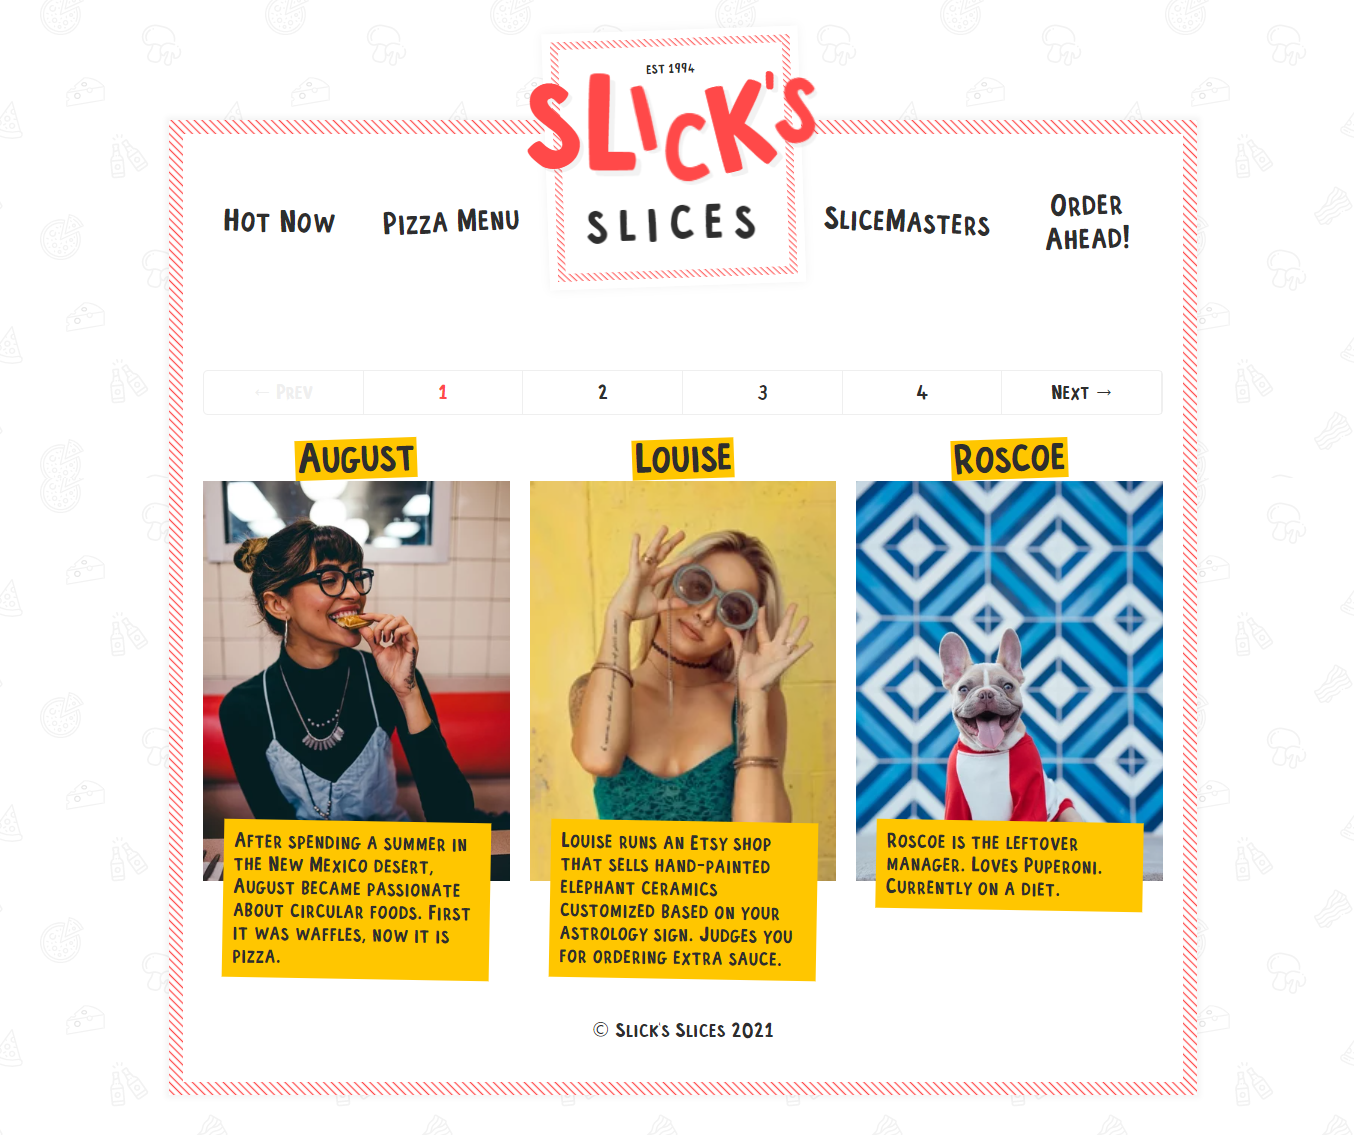 EST 1994
SLICK'S
SLICES
Hot Now
Pizza Menu
SliceMasters
Order
Ahead!
← Prev
1
2
3
4
Next →
August
Louise
Roscoe
After spending a summer in
the New Mexico desert,
August became passionate
about circular foods. First
it was waffles, now it is
pizza.
Louise runs an Etsy shop
that sells hand-painted
elephant ceramics
customized based on your
astrology sign. Judges you
for ordering extra sauce.
Roscoe is the leftover
manager. Loves Puperoni.
Currently on a diet.
© Slick's Slices 2021